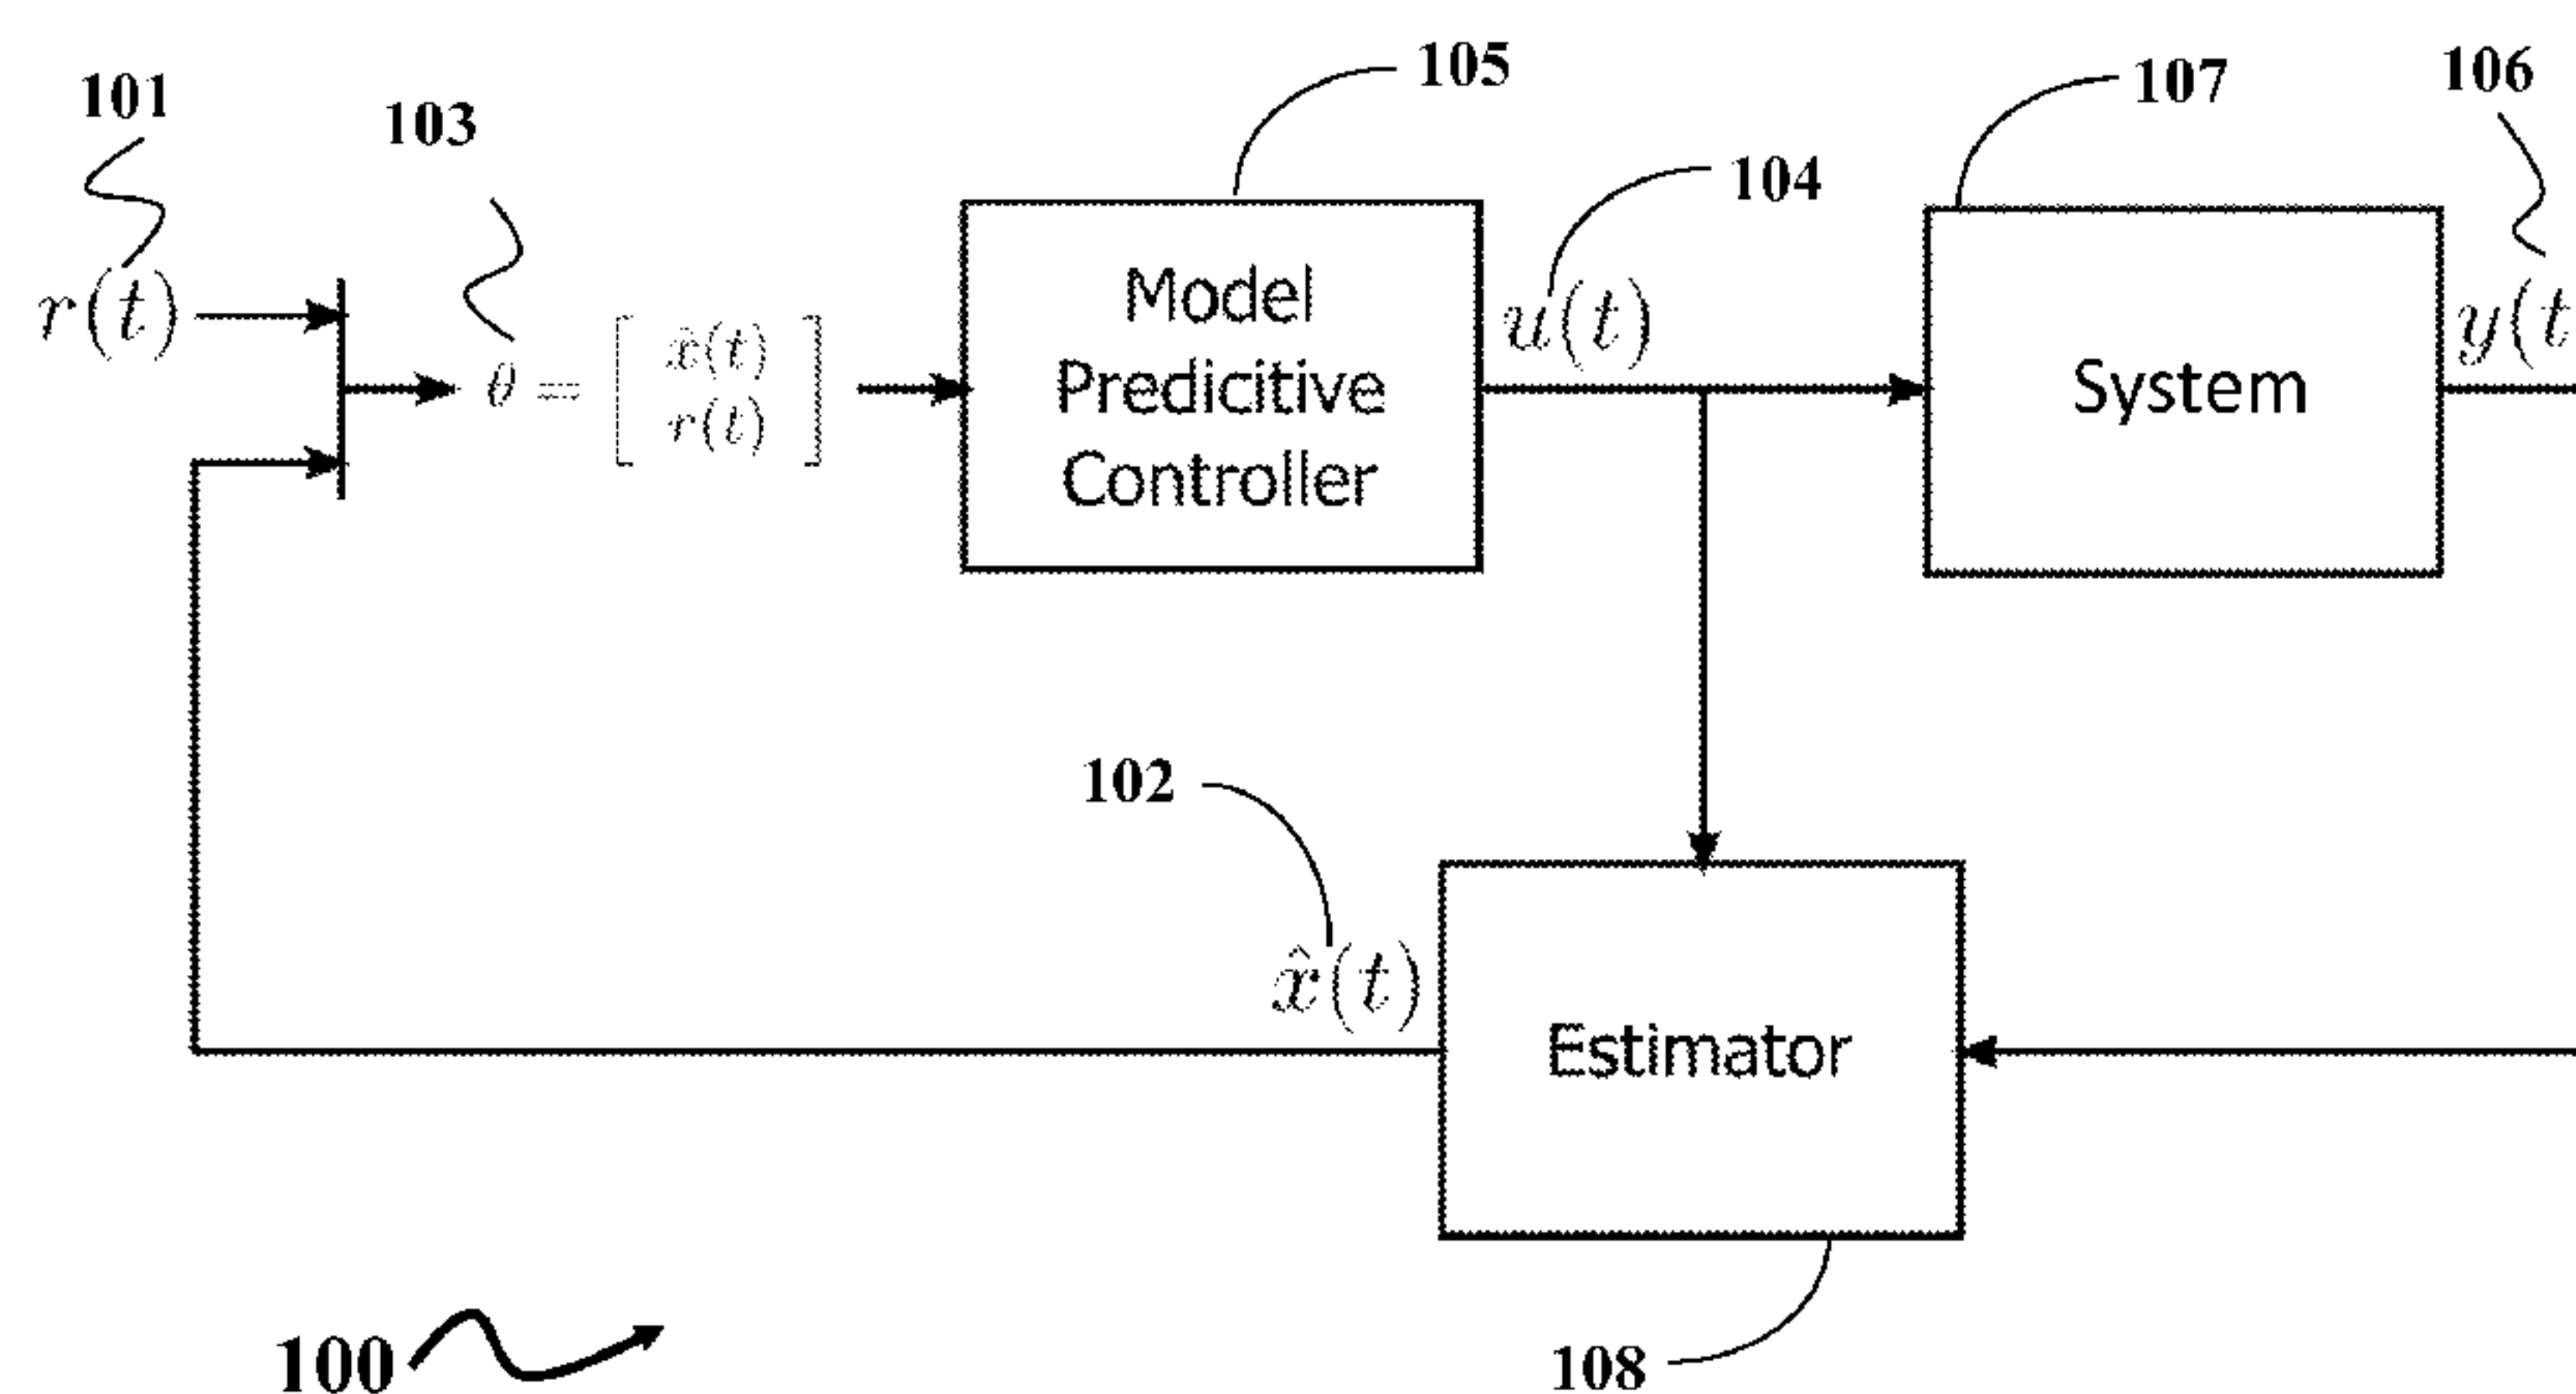 101
103
105
104
107
106
r(t)
θ = [ x̂(t) r(t) ]
Model
Predicitive
Controller
u(t)
System
y(t
102
x̂(t)
Estimator
100
108